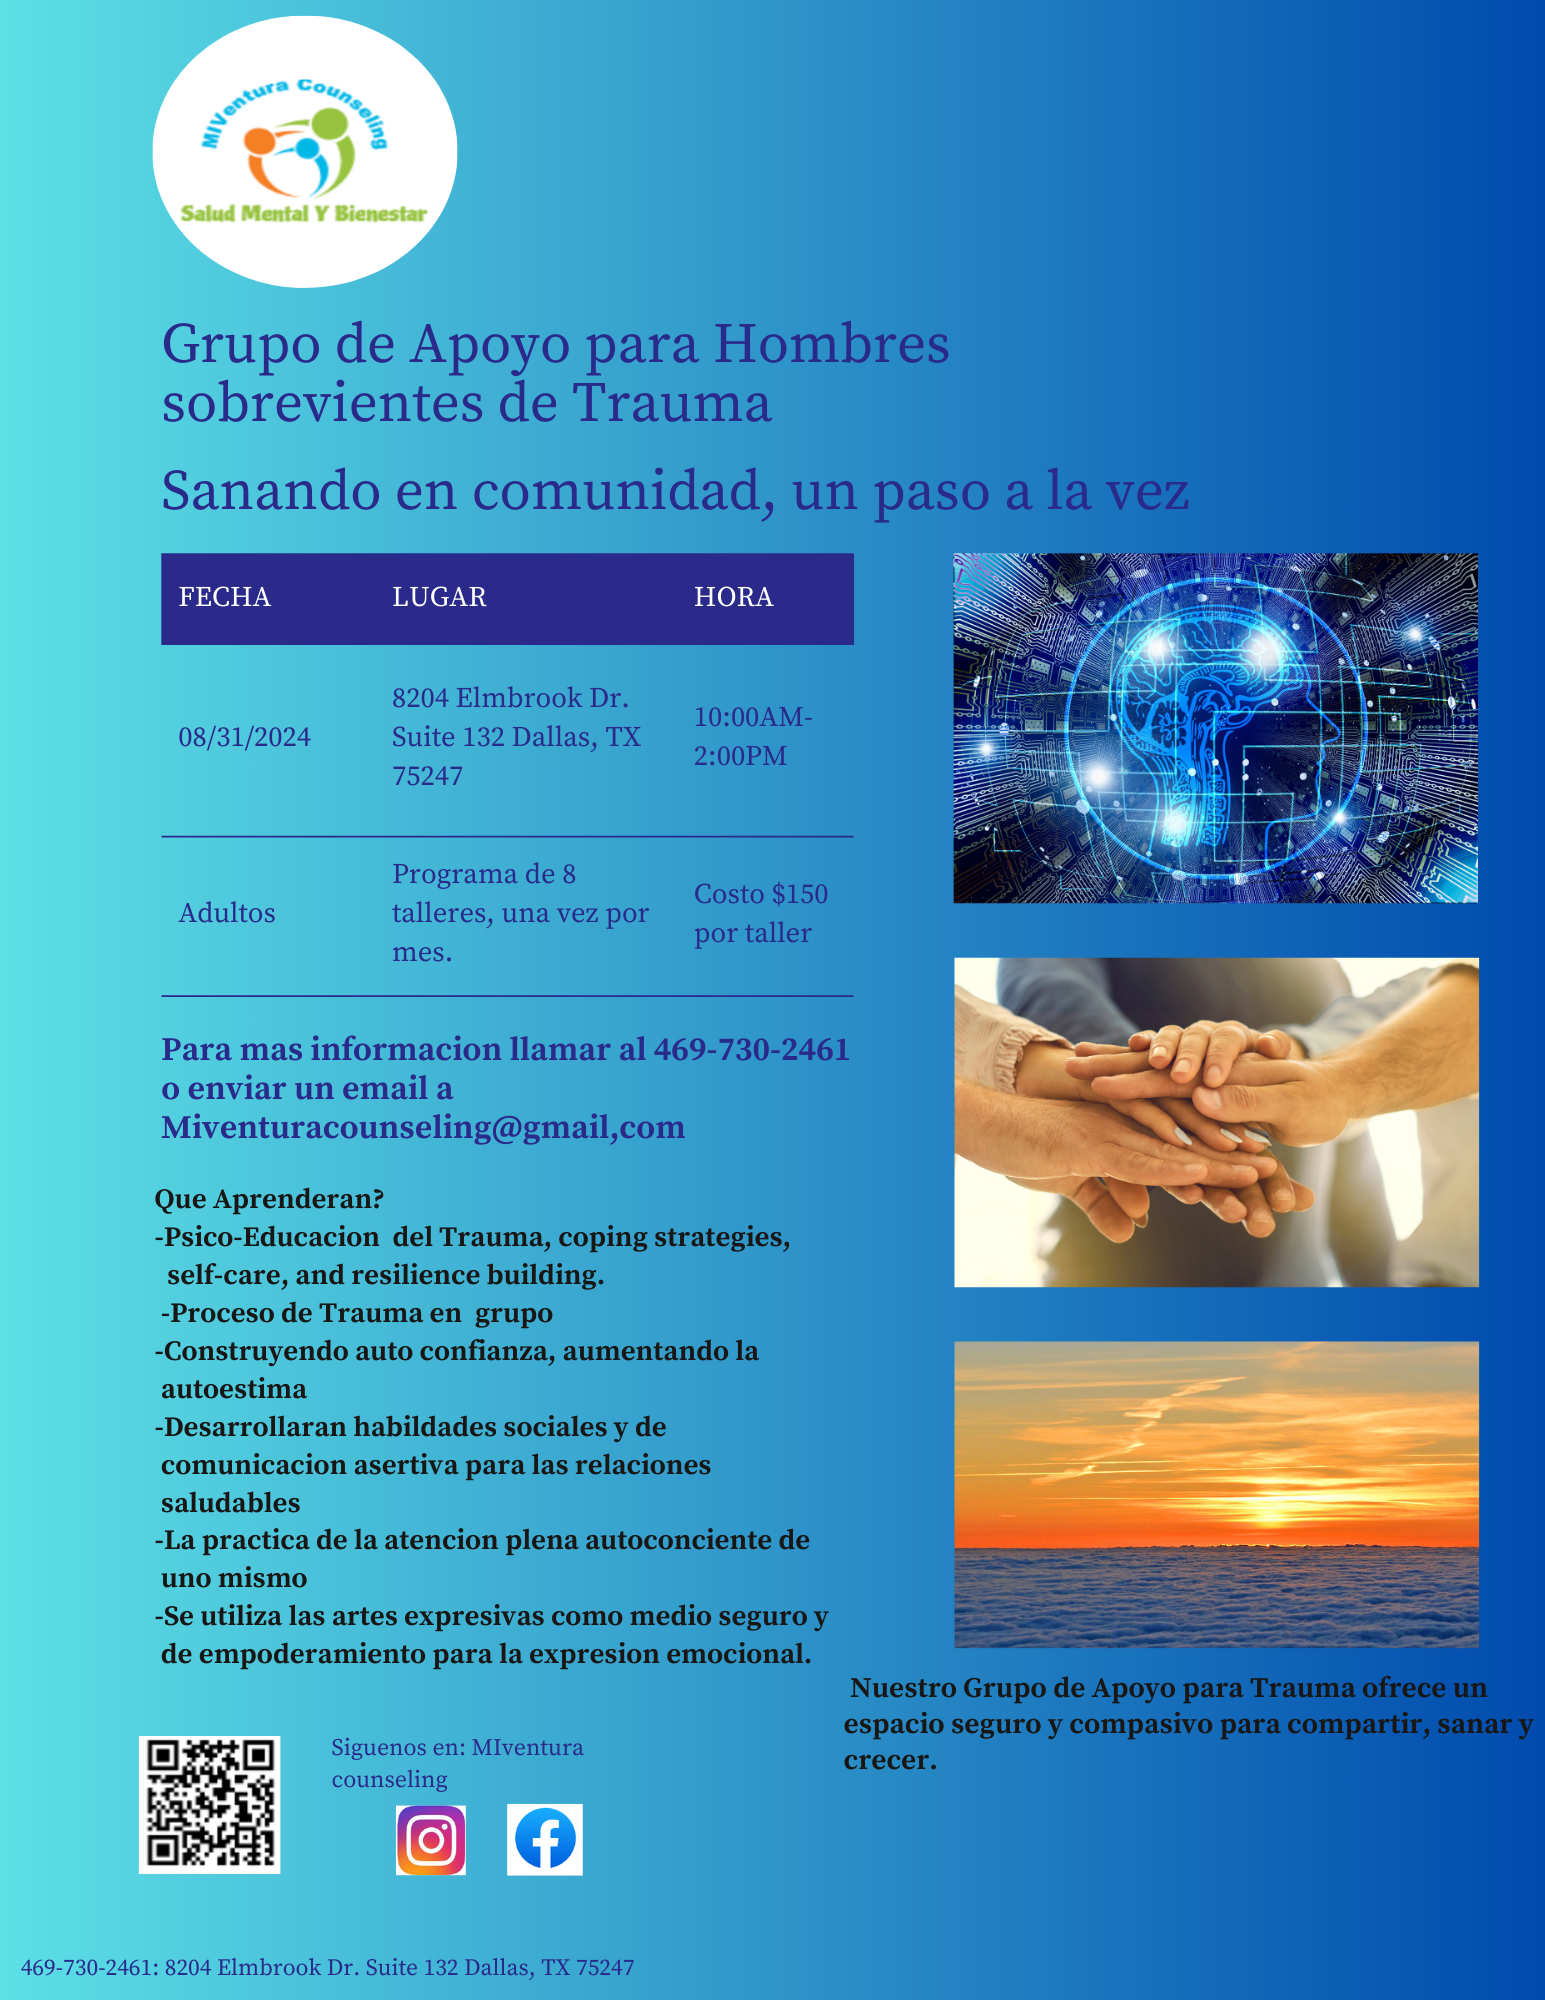 MIVentura Counseling
Salud Mental Y Bienestar
Grupo de Apoyo para Hombres
sobrevientes de Trauma
Sanando en comunidad, un paso a la vez
FECHA LUGAR HORA
08/31/2024
8204 Elmbrook Dr.
Suite 132 Dallas, TX
75247
10:00AM-
2:00PM
Adultos
Programa de 8
talleres, una vez por
mes.
Costo $150
por taller
Para mas informacion llamar al 469-730-2461
o enviar un email a
Miventuracounseling@gmail,com
Que Aprenderan?
-Psico-Educacion del Trauma, coping strategies,
self-care, and resilience building.
-Proceso de Trauma en grupo
-Construyendo auto confianza, aumentando la
autoestima
-Desarrollaran habildades sociales y de
comunicacion asertiva para las relaciones
saludables
-La practica de la atencion plena autoconciente de
uno mismo
-Se utiliza las artes expresivas como medio seguro y
de empoderamiento para la expresion emocional.
Nuestro Grupo de Apoyo para Trauma ofrece un
espacio seguro y compasivo para compartir, sanar y
crecer.
Siguenos en: MIventura
counseling
469-730-2461: 8204 Elmbrook Dr. Suite 132 Dallas, TX 75247